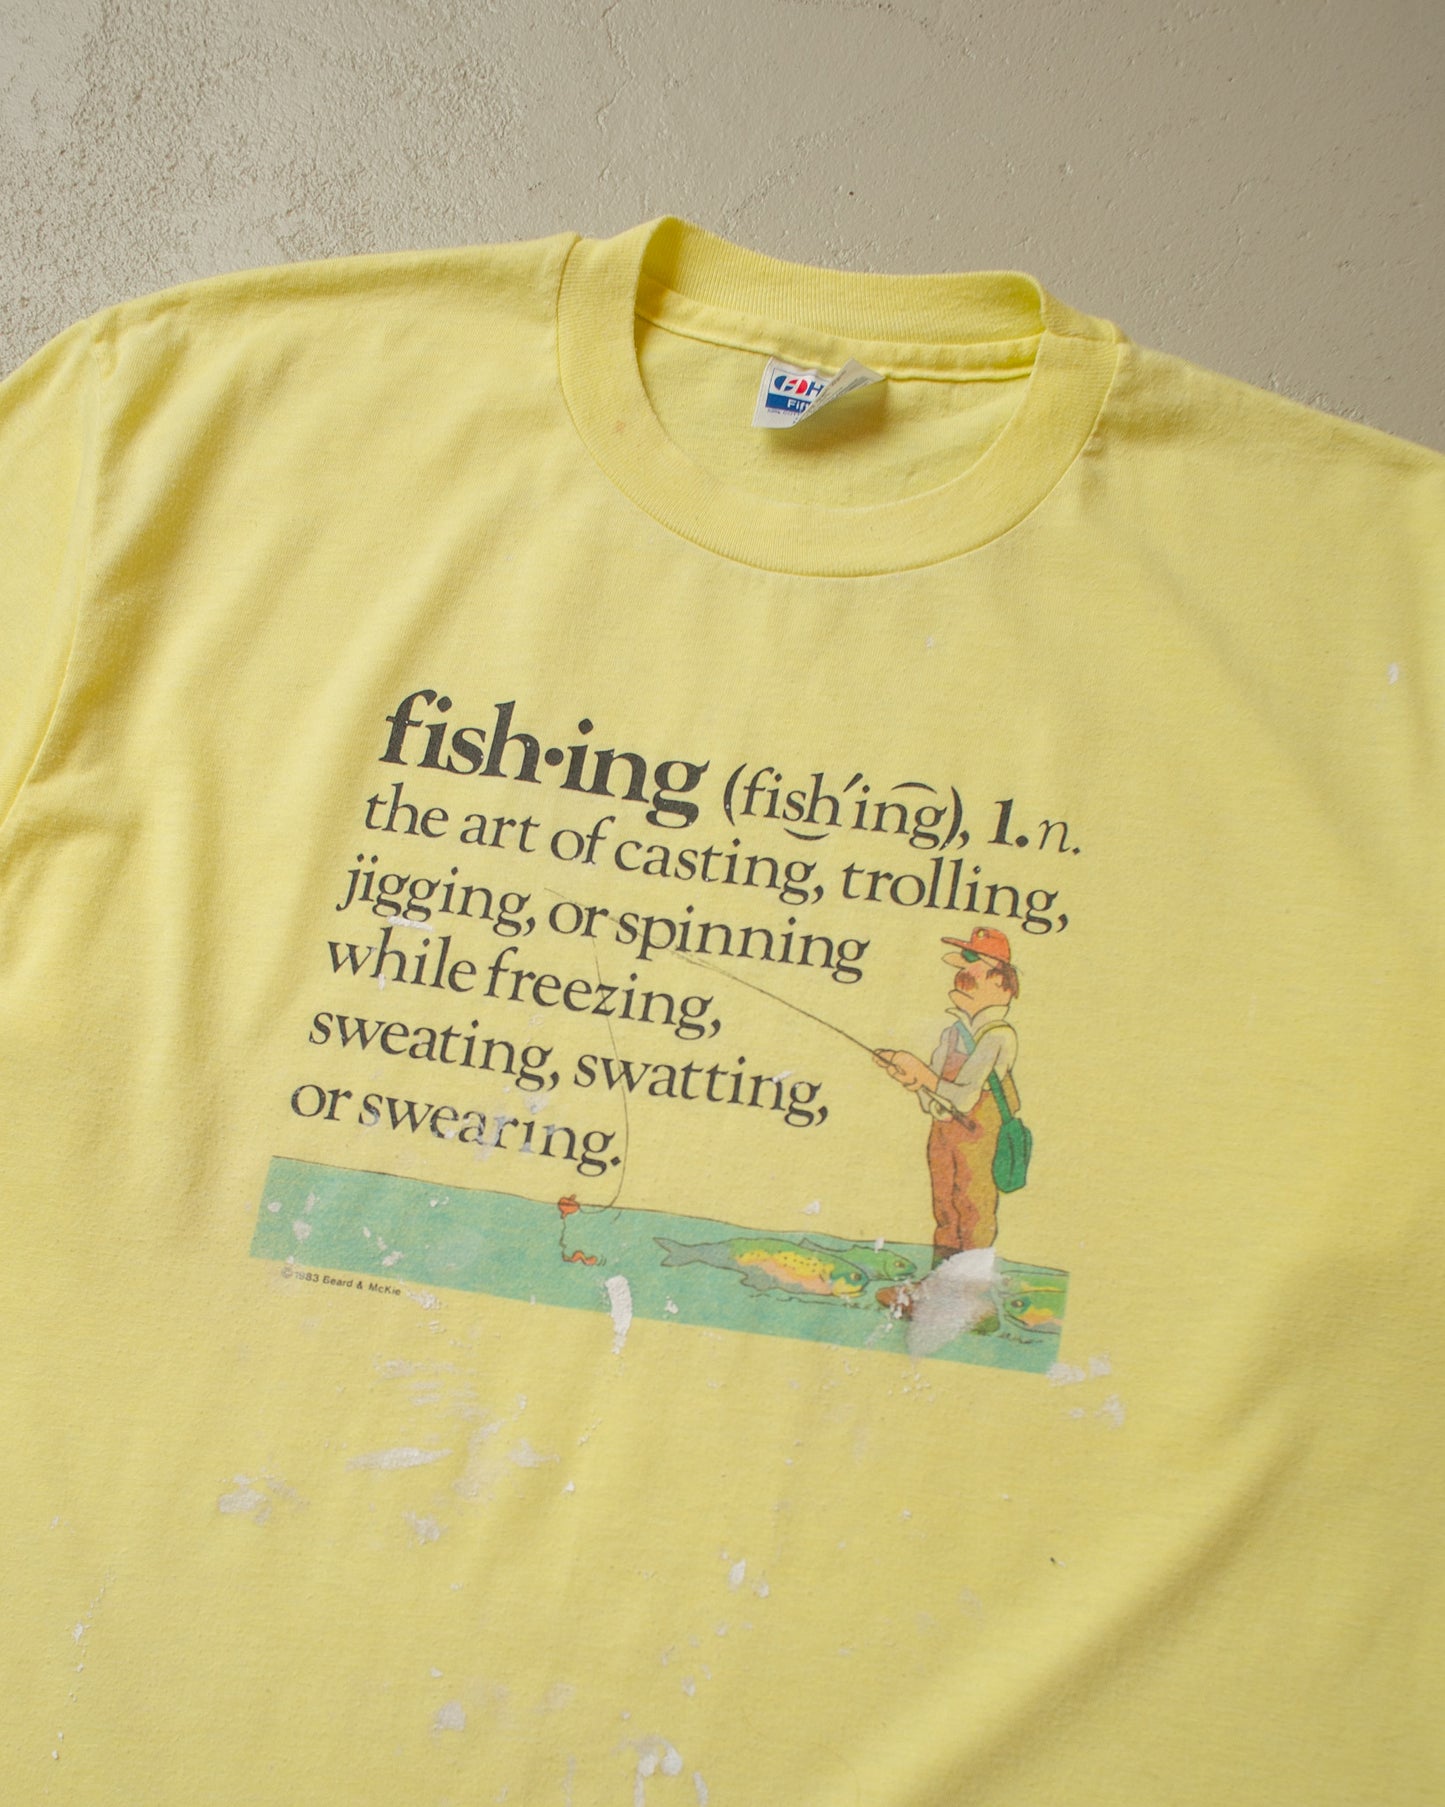 fish·ing (fish′ing), 1. n.
the art of casting, trolling,
jigging, or spinning
while freezing,
sweating, swatting,
or swearing.
©1983 Beard & McKie